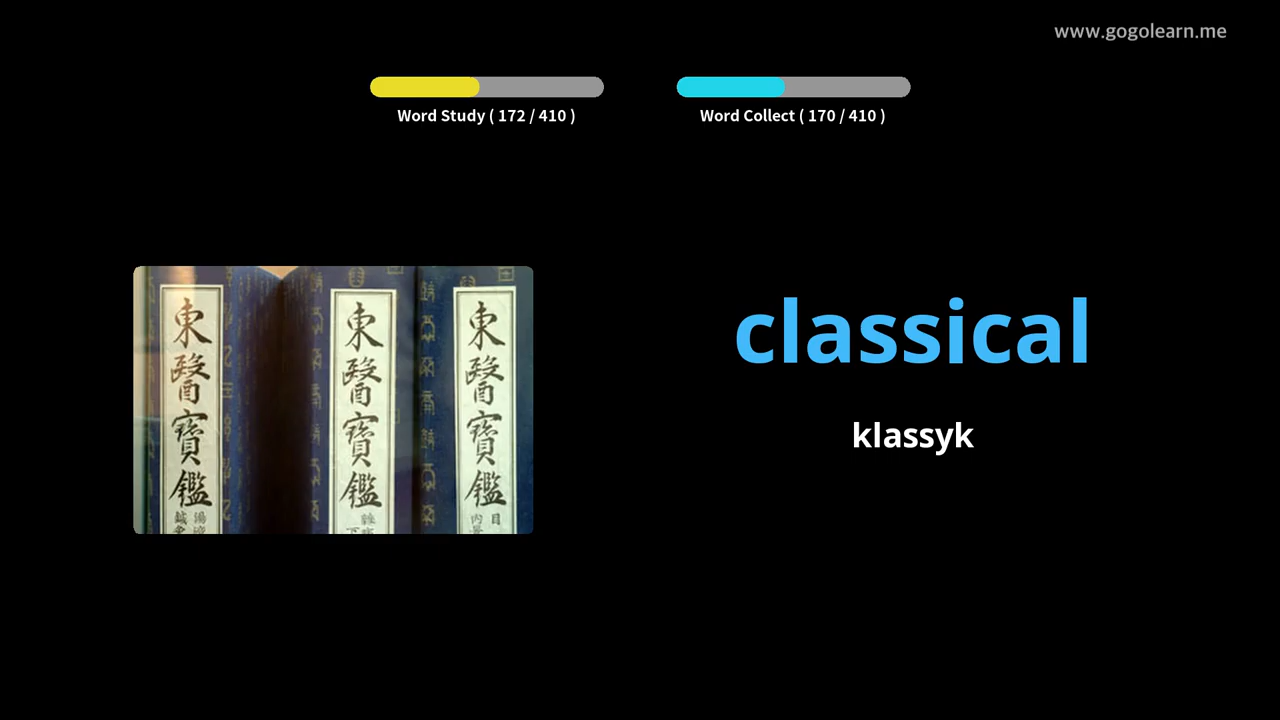 www.gogolearn.me
Word Study ( 172 / 410 )
Word Collect ( 170 / 410 )
東醫寶鑑
東醫寶鑑
東醫寶鑑
classical
klassyk